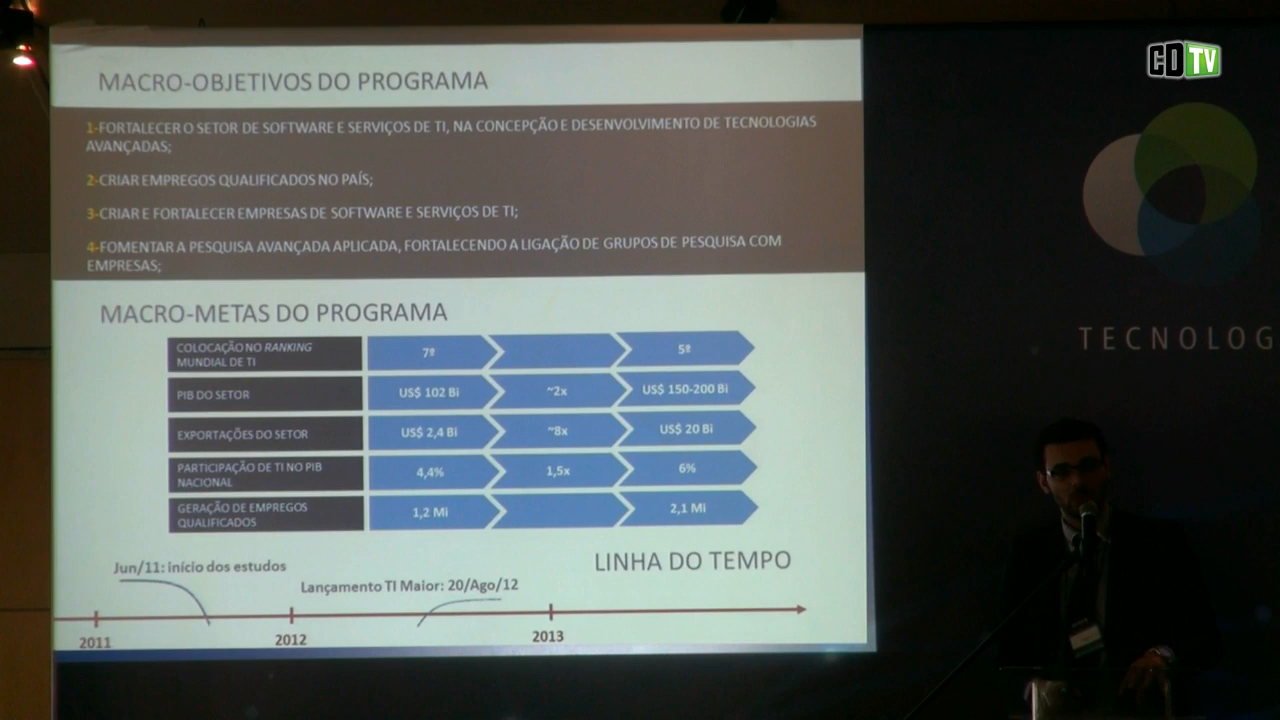 CDTV
MACRO-OBJETIVOS DO PROGRAMA
1-FORTALECER O SETOR DE SOFTWARE E SERVIÇOS DE TI, NA CONCEPÇÃO E DESENVOLVIMENTO DE TECNOLOGIAS
AVANÇADAS;
2-CRIAR EMPREGOS QUALIFICADOS NO PAÍS;
3-CRIAR E FORTALECER EMPRESAS DE SOFTWARE E SERVIÇOS DE TI;
4-FOMENTAR A PESQUISA AVANÇADA APLICADA, FORTALECENDO A LIGAÇÃO DE GRUPOS DE PESQUISA COM
EMPRESAS;
MACRO-METAS DO PROGRAMA
COLOCAÇÃO NO RANKING
MUNDIAL DE TI
7º
5º
PIB DO SETOR
US$ 102 Bi
~2x
US$ 150-200 Bi
EXPORTAÇÕES DO SETOR
US$ 2,4 Bi
~8x
US$ 20 Bi
PARTICIPAÇÃO DE TI NO PIB
NACIONAL
4,4%
1,5x
6%
GERAÇÃO DE EMPREGOS
QUALIFICADOS
1,2 Mi
2,1 Mi
LINHA DO TEMPO
Jun/11: início dos estudos
Lançamento TI Maior: 20/Ago/12
2011
2012
2013
TECNOLOG